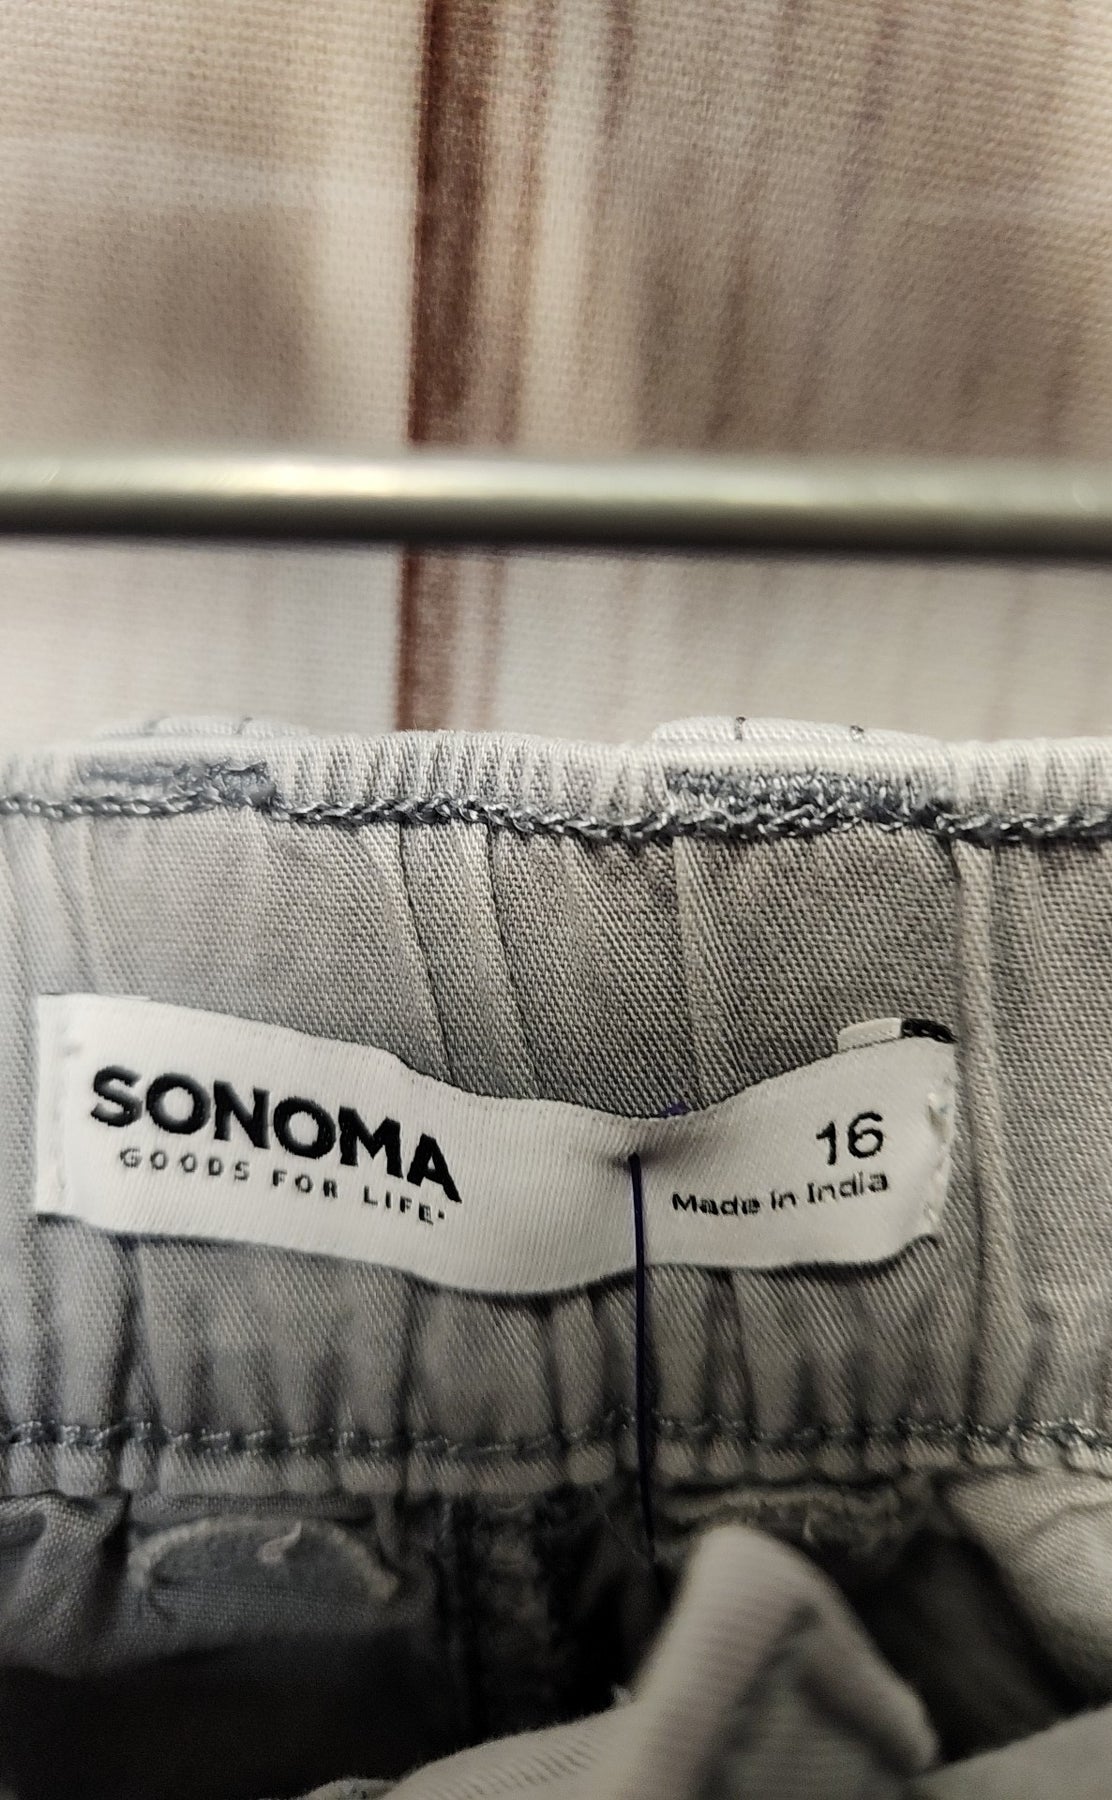 SONOMA
GOODS FOR LIFE.
16
Made in India